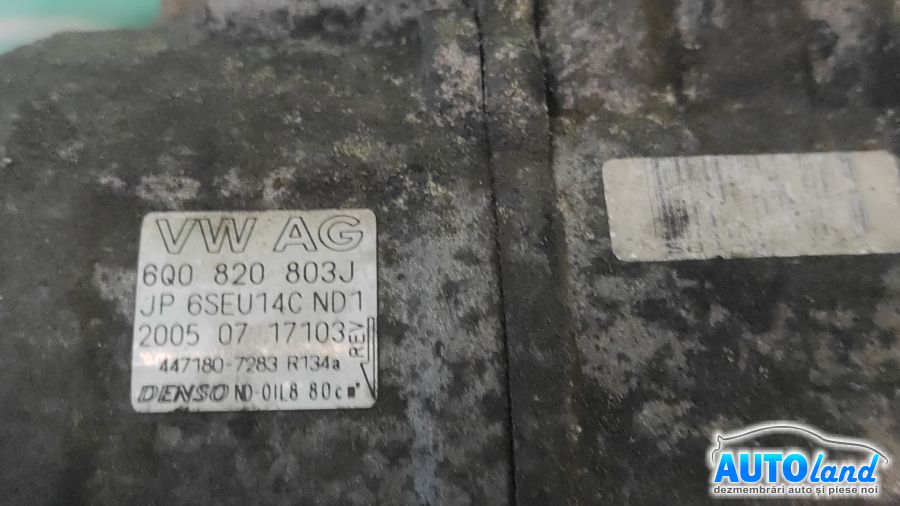 VW AG
6Q0 820 803J
JP 6SEU14C ND1
2005 07 17103
REV
447180-7283 R134a
DENSO ND-OIL8 80cm³
AUTOland
dezmembrări auto și piese noi